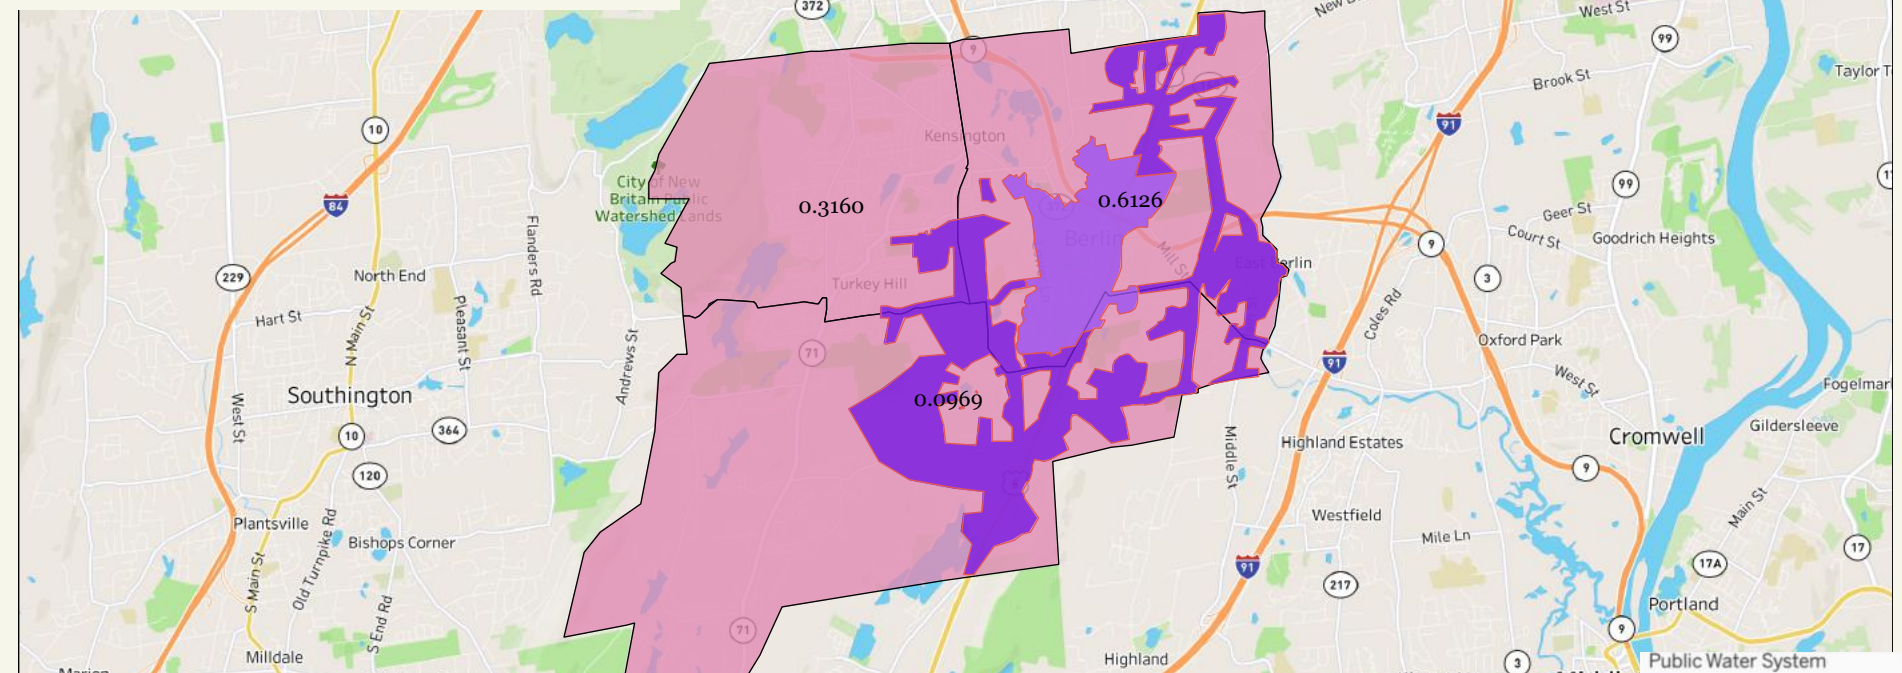 372
New
West St
99
9
Taylor T
Brook St
10
91
Kensington
City of New
Britain Public
Watershed Lands
84
99
0.3160
0.6126
Geer St
Court St
Goodrich Heights
Flanders Rd
Berlin
Mill St
9
East Berlin
229
North End
3
Turkey Hill
Hart St
Pleasant St
N Main St
Coles Rd
Andrews St
71
Oxford Park
91
West St
Fogelmar
Southington
West St
0.0969
10
364
Middle St
Highland Estates
Cromwell
Gildersleeve
120
9
Main St
Plantsville
Old Turnpike Rd
Bishops Corner
Westfield
Mile Ln
17
S Main St
91
17A
217
S End Rd
Portland
71
9
Milldale
Highland
3
Public Water System